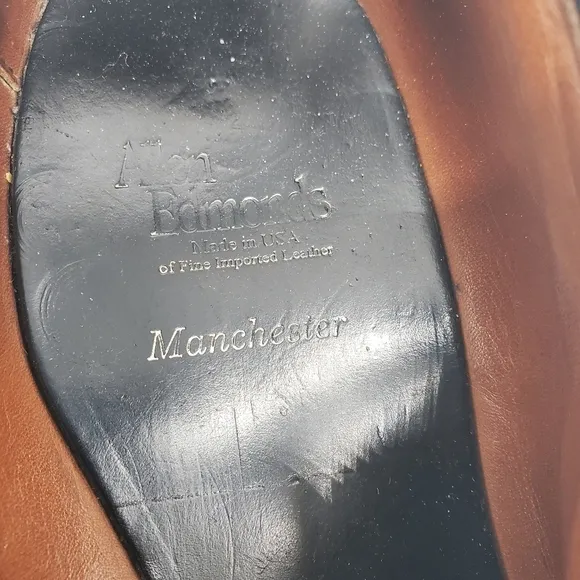 Allen
Edmonds
Made in USA
of Fine Imported Leather
Manchester